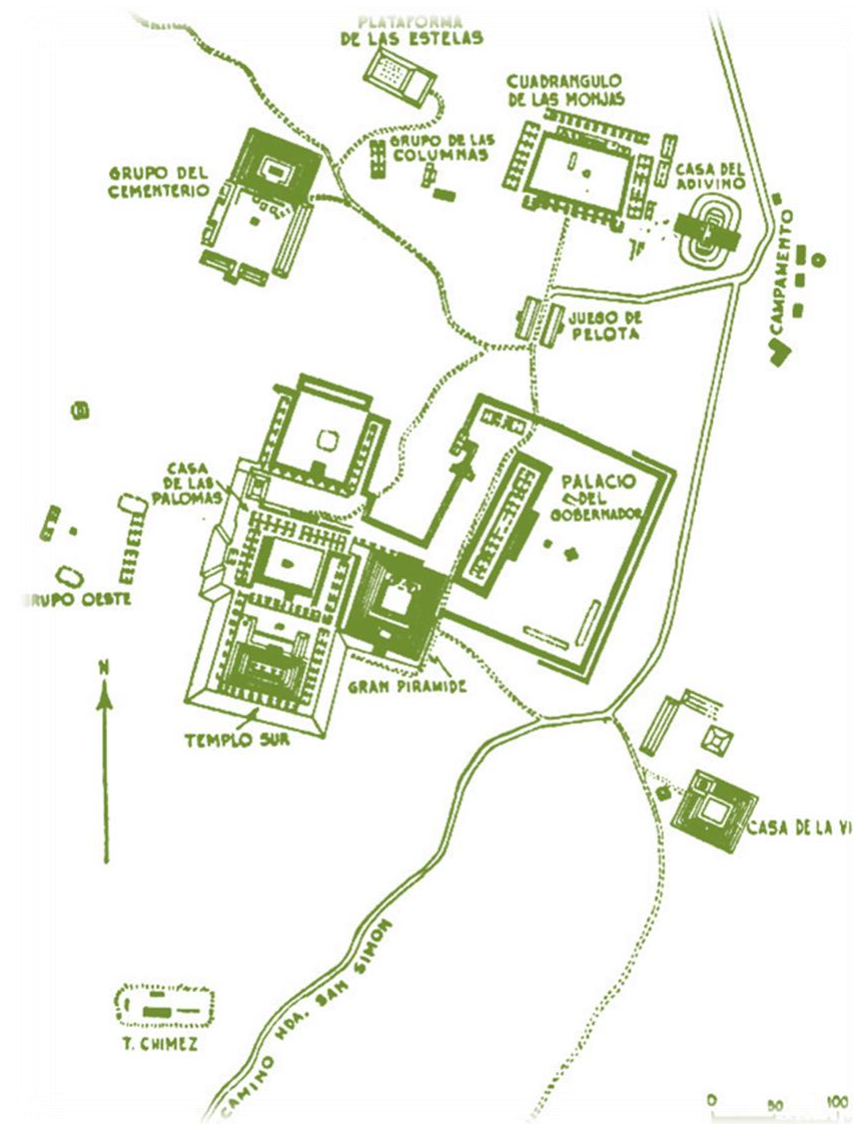 PLATAFORMA
DE LAS ESTELAS
CUADRANGULO
DE LAS MONJAS
GRUPO DE LAS
COLUMNAS
GRUPO DEL
CEMENTERIO
CASA DEL
ADIVINO
CAMPAMENTO
JUEGO DE
PELOTA
CASA
DE LAS
PALOMAS
PALACIO
DEL
GOBERNADOR
RUPO OESTE
N
GRAN PIRAMIDE
TEMPLO SUR
CASA DE LA VI
CAMINO HDA. SAN SIMON
T. CHIMEZ
0 50 100